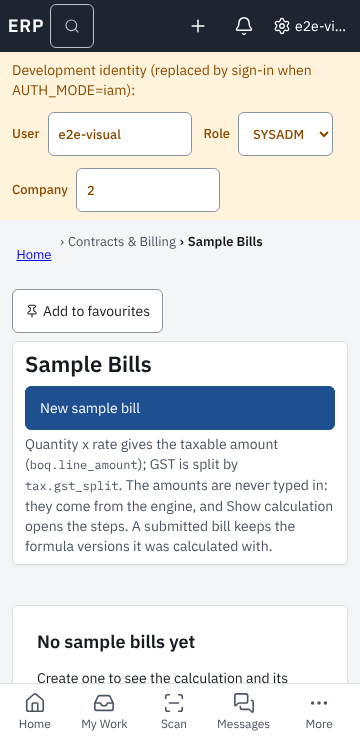 ERP
e2e-vi...
Development identity (replaced by sign-in when
AUTH_MODE=iam):
User e2e-visual Role SYSADM
Company 2
Home › Contracts & Billing › Sample Bills
Add to favourites
Sample Bills
New sample bill
Quantity x rate gives the taxable amount
(boq.line_amount); GST is split by
tax.gst_split. The amounts are never typed in:
they come from the engine, and Show calculation
opens the steps. A submitted bill keeps the
formula versions it was calculated with.
No sample bills yet
Create one to see the calculation and its
Home My Work Scan Messages More